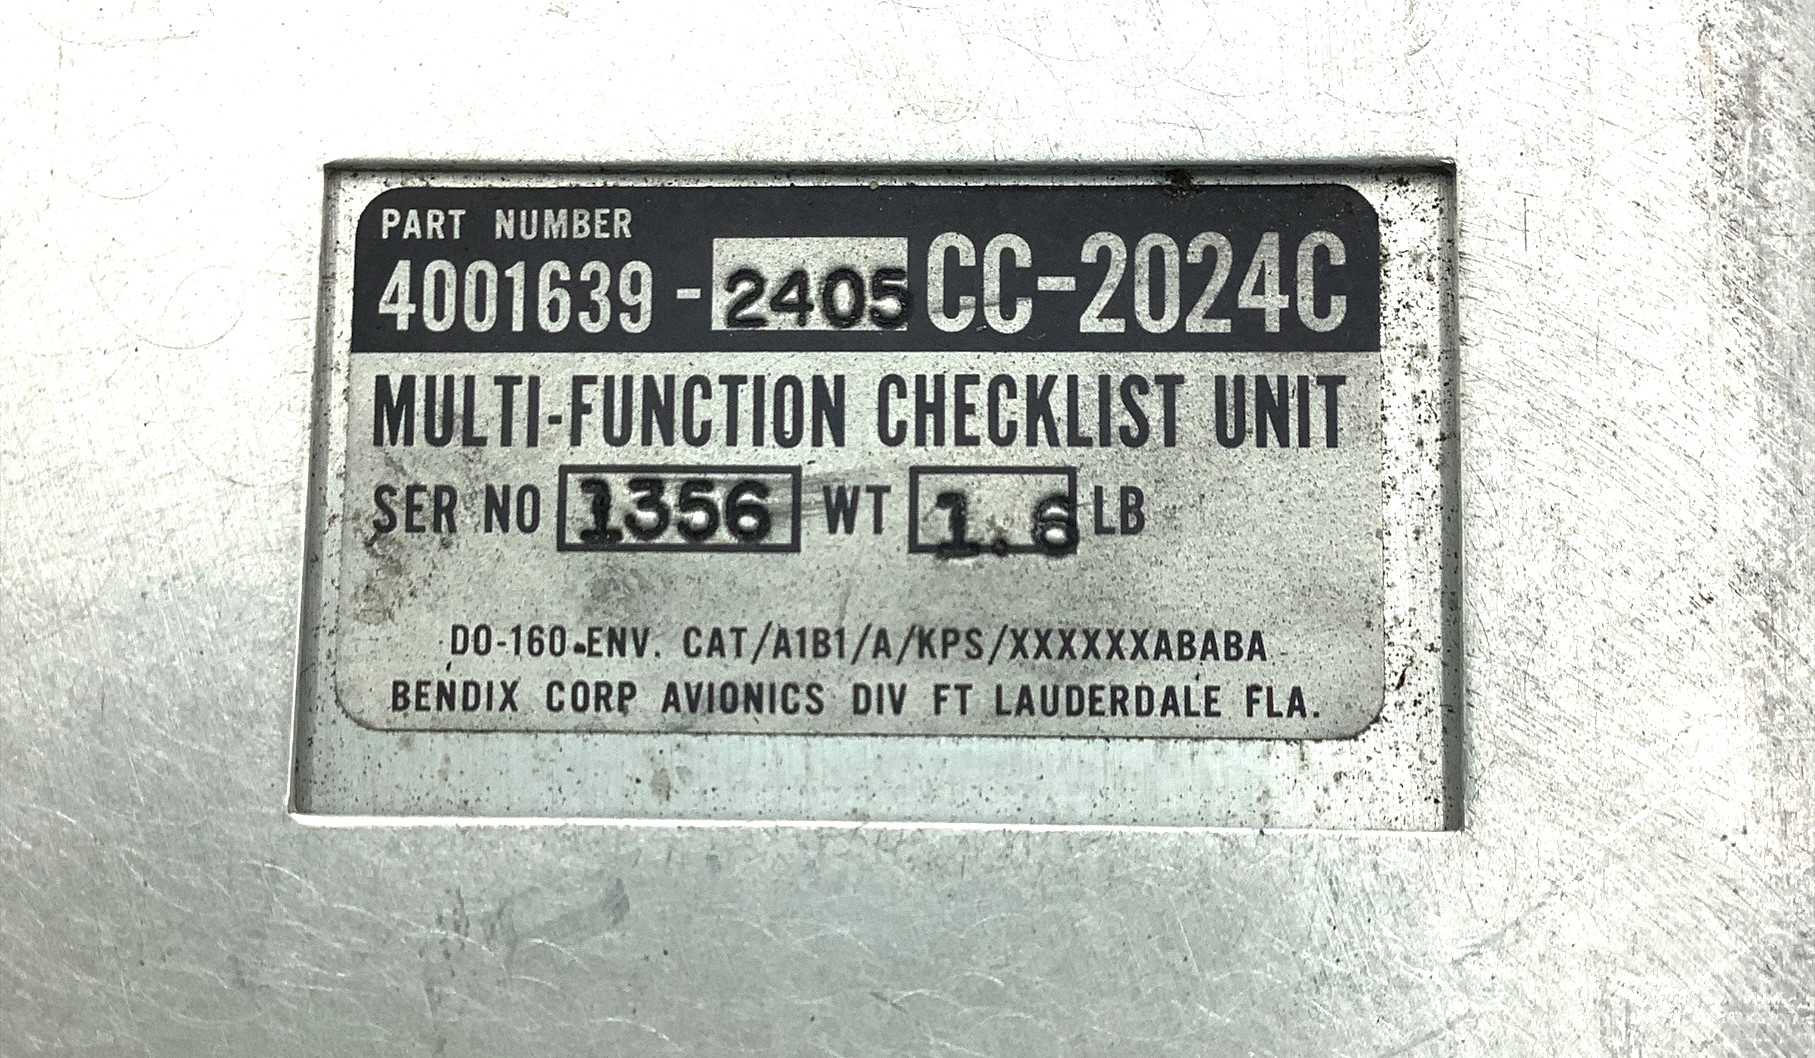 PART NUMBER
4001639-2405 CC-2024C
MULTI-FUNCTION CHECKLIST UNIT
SER NO 1356 WT 1.6 LB
DO-160 ENV. CAT/A1B1/A/KPS/XXXXXXABABA
BENDIX CORP AVIONICS DIV FT LAUDERDALE FLA.